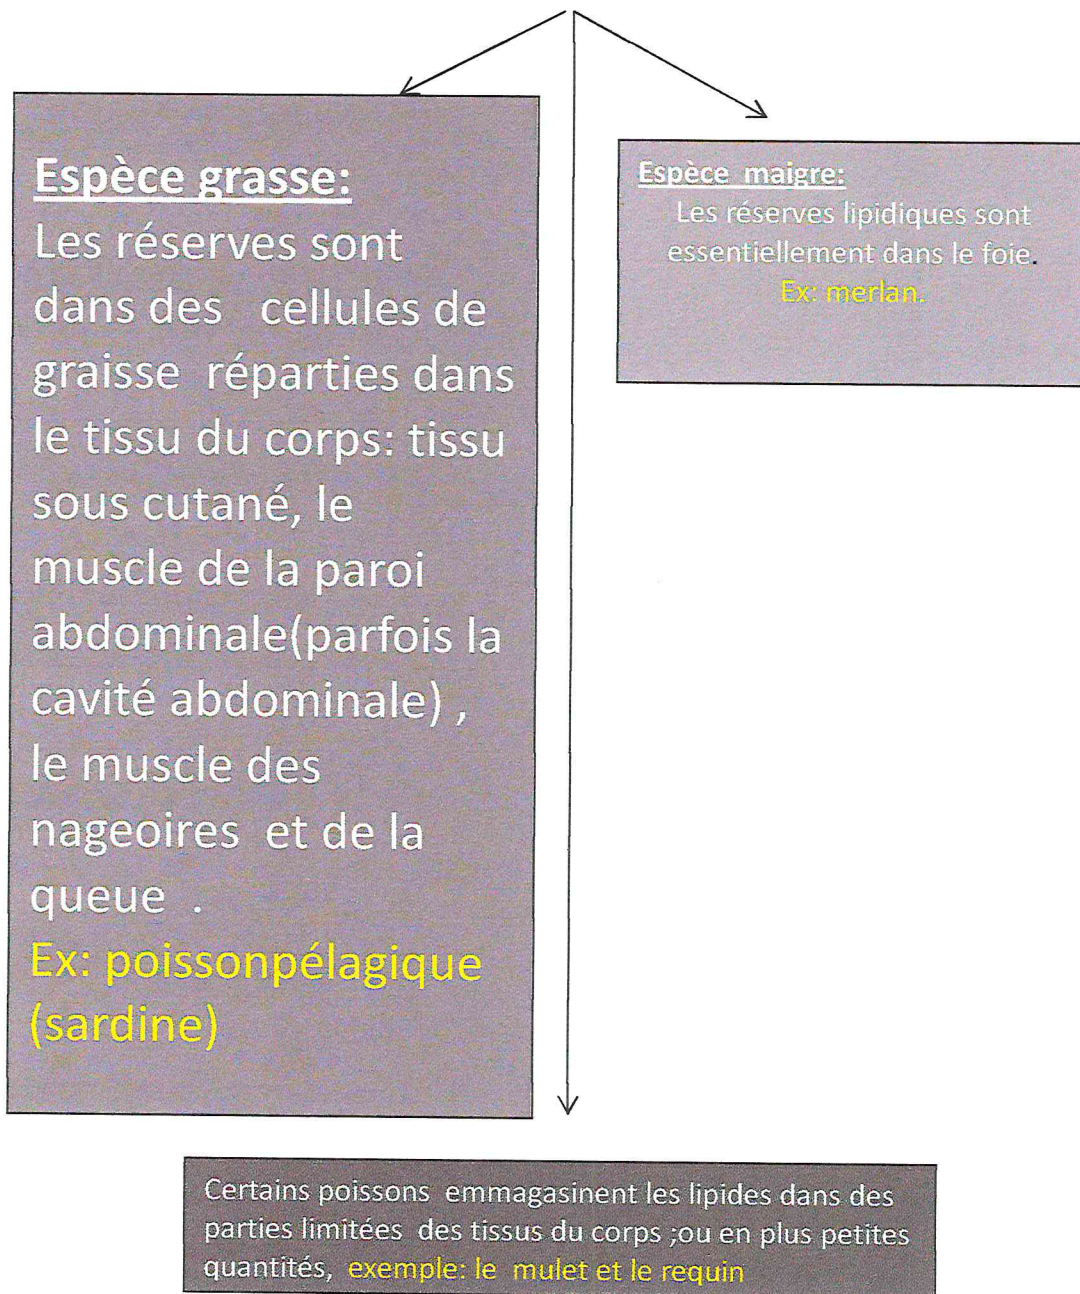 Espèce grasse:
Les réserves sont
dans des cellules de
graisse réparties dans
le tissu du corps: tissu
sous cutané, le
muscle de la paroi
abdominale(parfois la
cavité abdominale) ,
le muscle des
nageoires et de la
queue .
Ex: poissonpélagique
(sardine)
Espèce maigre:
Les réserves lipidiques sont
essentiellement dans le foie.
Ex: merlan.
Certains poissons emmagasinent les lipides dans des
parties limitées des tissus du corps ;ou en plus petites
quantités, exemple: le mulet et le requin